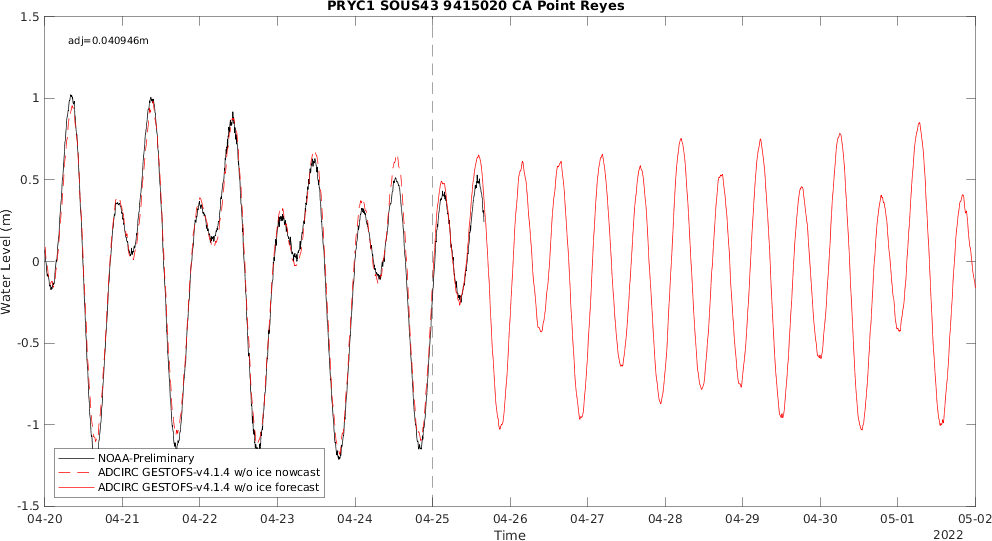 PRYC1 SOUS43 9415020 CA Point Reyes
adj=0.040946m
1.5
1
0.5
0
-0.5
-1
-1.5
Water Level (m)
NOAA-Preliminary
ADCIRC GESTOFS-v4.1.4 w/o ice nowcast
ADCIRC GESTOFS-v4.1.4 w/o ice forecast
04-20 04-21 04-22 04-23 04-24 04-25 04-26 04-27 04-28 04-29 04-30 05-01 05-02
Time
2022